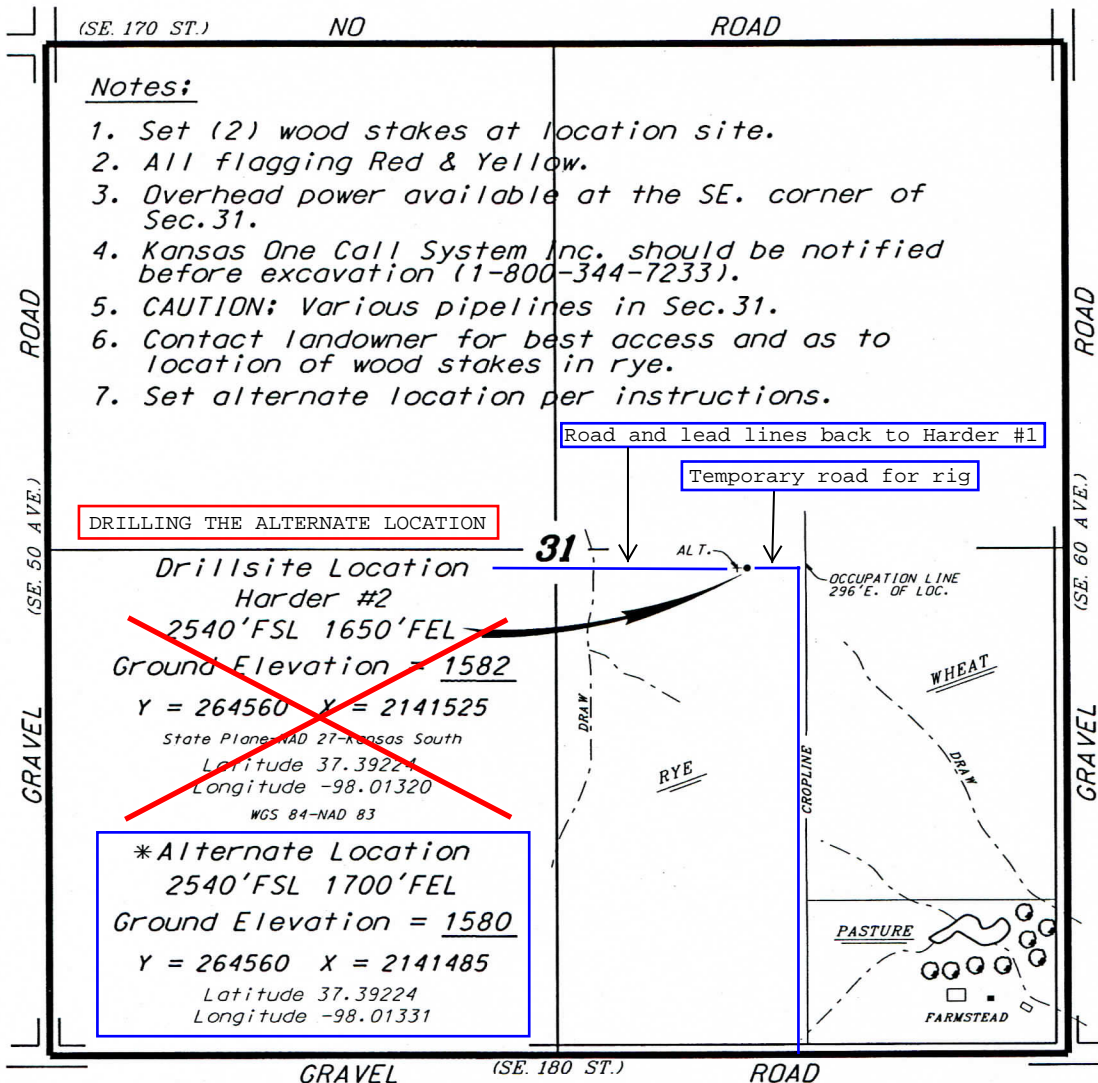 (SE. 170 ST.) NO ROAD
Notes:
1. Set (2) wood stakes at location site.
2. All flagging Red & Yellow.
3. Overhead power available at the SE. corner of
Sec.31.
4. Kansas One Call System Inc. should be notified
before excavation (1-800-344-7233).
5. CAUTION: Various pipelines in Sec.31.
6. Contact landowner for best access and as to
location of wood stakes in rye.
7. Set alternate location per instructions.
ROAD
(SE. 50 AVE.)
GRAVEL
ROAD
(SE. 60 AVE.)
GRAVEL
Road and lead lines back to Harder #1
Temporary road for rig
DRILLING THE ALTERNATE LOCATION
31
ALT.
OCCUPATION LINE
296'E. OF LOC.
Drillsite Location
Harder #2
2540'FSL 1650'FEL
Ground Elevation = 1582
Y = 264560 X = 2141525
State Plane-NAD 27-Kansas South
Latitude 37.39224
Longitude -98.01320
WGS 84-NAD 83
*Alternate Location
2540'FSL 1700'FEL
Ground Elevation = 1580
Y = 264560 X = 2141485
Latitude 37.39224
Longitude -98.01331
DRAW
RYE
CROPLINE
WHEAT
DRAW
PASTURE
FARMSTEAD
GRAVEL (SE. 180 ST.) ROAD